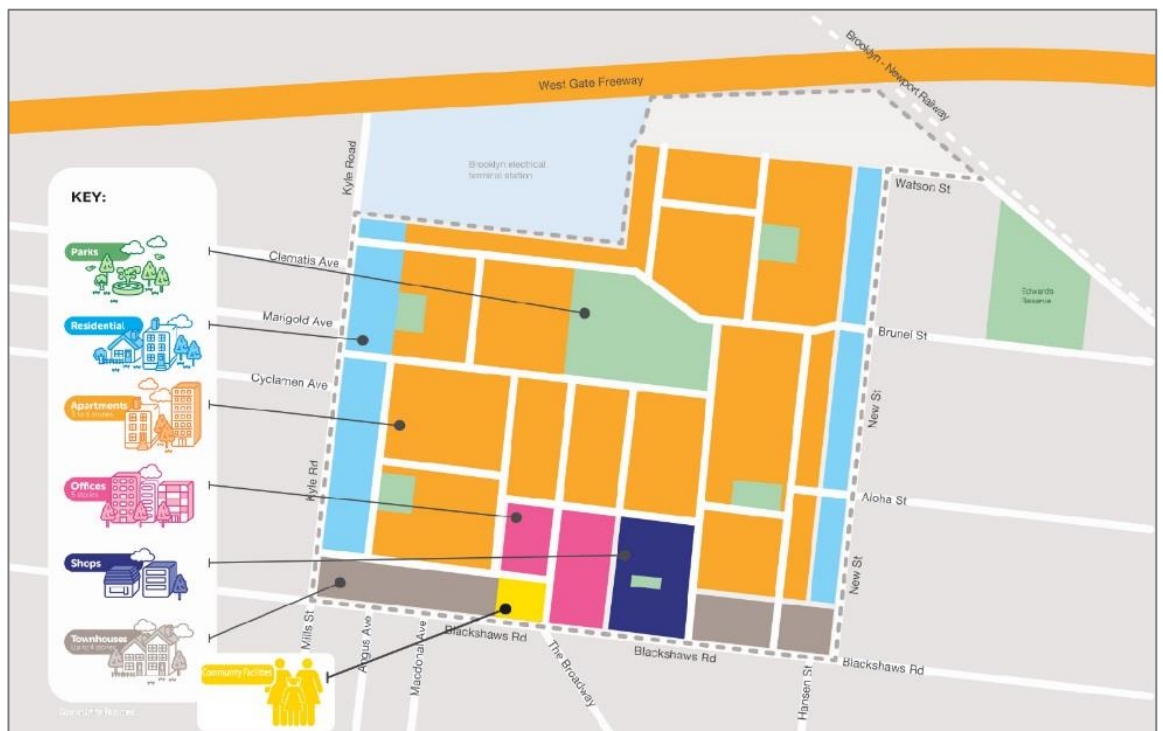 West Gate Freeway
Brooklyn - Newport Railway
Brooklyn electrical
terminal station
Kyle Road
Watson St
KEY:
Parks
Clematis Ave
Edwards
Reserve
Marigold Ave
Residential
Brunel St
Cyclamen Ave
New St
Apartments
Kyle Rd
Offices
5 stories
Aloha St
Shops
New St
Townhouses
Up to 4 stories
Mills St
Angus Ave
Macdonald Ave
Blackshaws Rd
The Broadway
Blackshaws Rd
Hansen St
Blackshaws Rd
Community Facilities